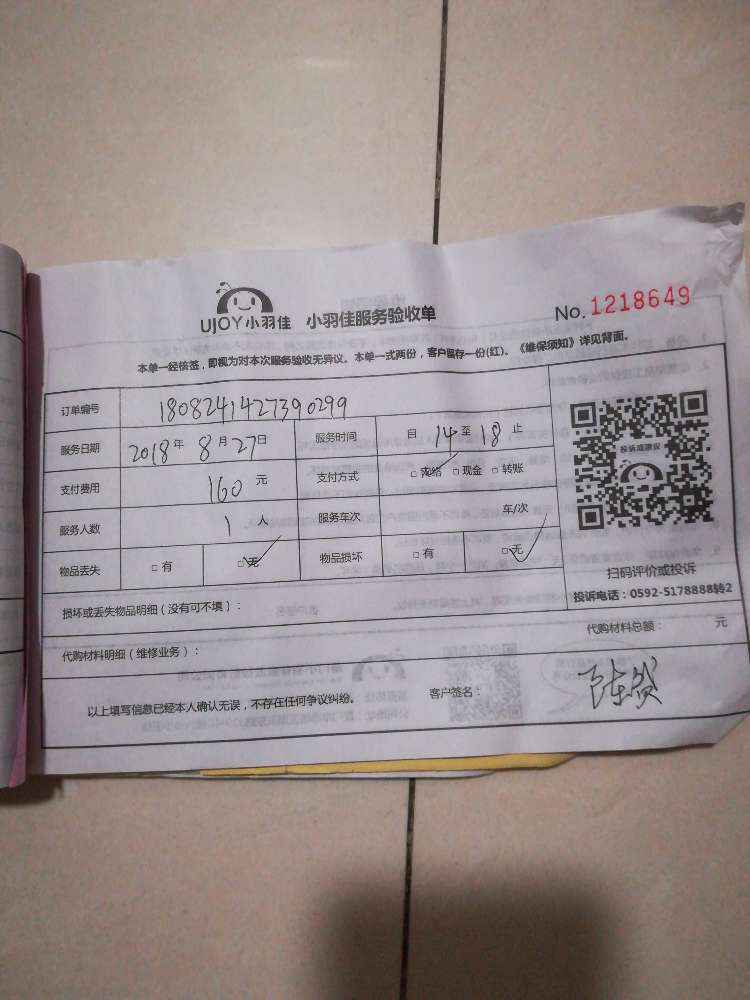 UJOY小羽佳 小羽佳服务验收单 No. 1218649
本单一经核签，即视为对本次服务验收无异议。本单一式两份，客户留存一份(红)。《维保须知》详见背面。
订单编号 1808241427390299
服务日期 2018年8月27日 服务时间 自14至18止
支付费用 160元 支付方式 □ 完结 □ 现金 □ 转账
服务人数 1人 服务车次 车/次
物品丢失 □ 有 □ 无 物品损坏 □ 有 □ 无
投诉或建议
扫码评价或投诉
投诉电话：0592-5178888转2
损坏或丢失物品明细（没有可不填）：
代购材料明细（维修业务）： 代购材料总额： 元
以上填写信息已经本人确认无误，不存在任何争议纠纷。 客户签名：